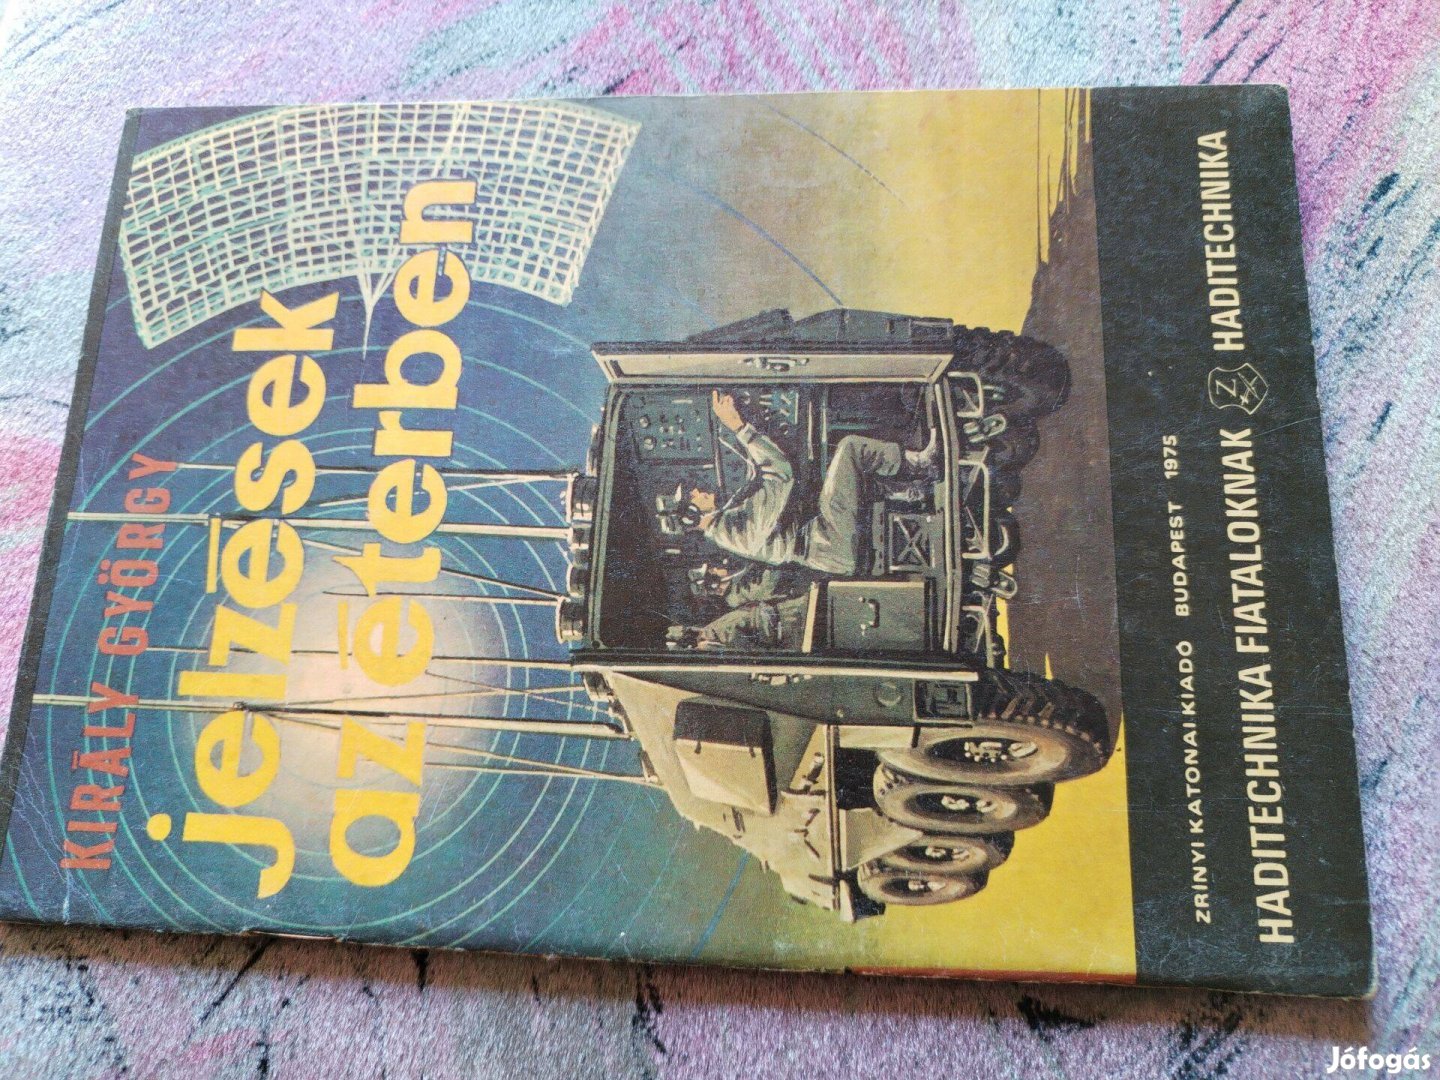 KIRÁLY GYÖRGY
jelzések
az éterben
ZRÍNYI KATONAI KIADÓ BUDAPEST 1975
HADITECHNIKA FIATALOKNAK Z HADITECHNIKA
Jófogás